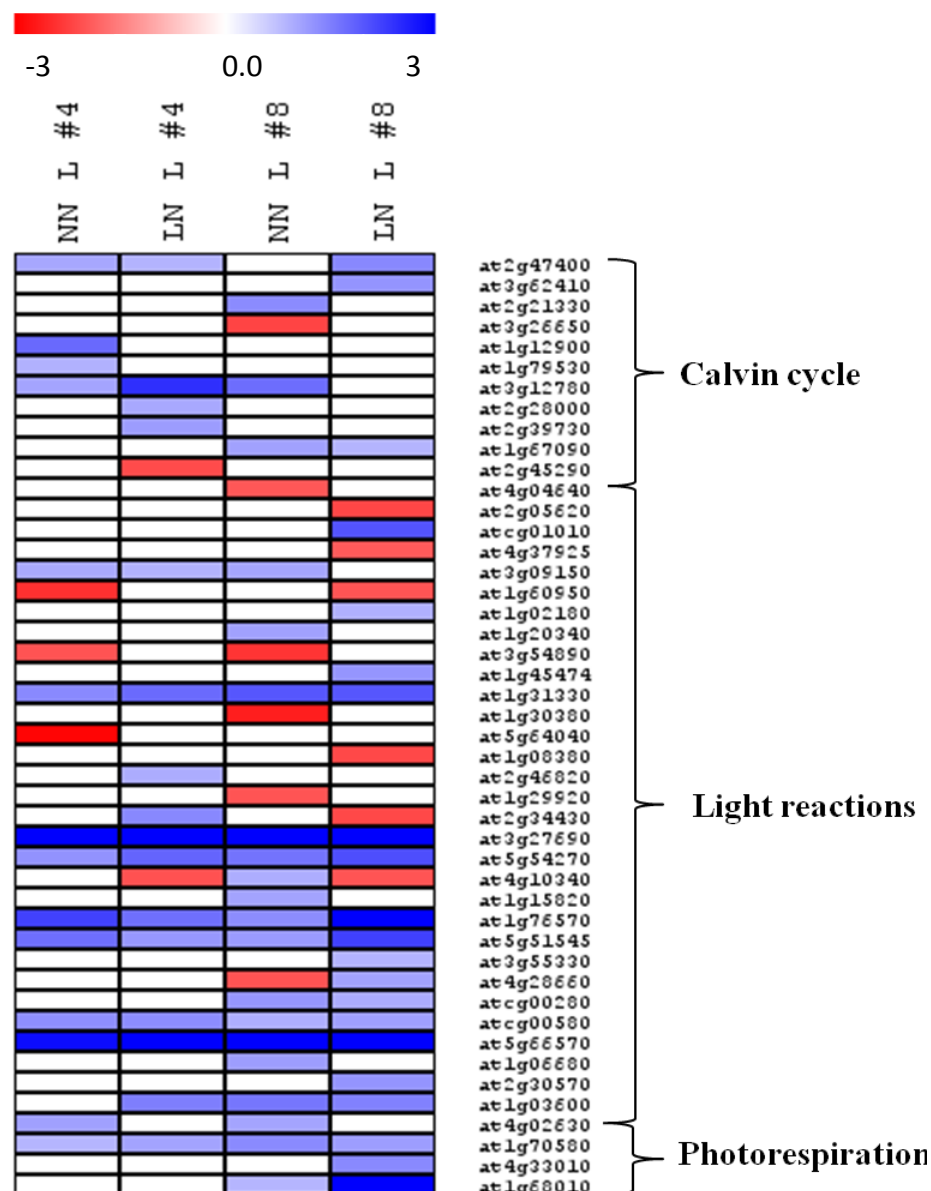 -3 0.0 3
NN L #4
LN L #4
NN L #8
LN L #8
at2g47400
at3g62410
at2g21330
at3g26650
at1g12900
at1g79530
at3g12780
at2g28000
at2g39730
at1g67090
at2g45290
Calvin cycle
at4g04640
at2g05620
atcg01010
at4g37925
at3g09150
at1g60950
at1g02180
at1g20340
at3g54890
at1g45474
at1g31330
at1g30380
at5g64040
at1g08380
at2g46820
at1g29920
at2g34430
at3g27690
at5g54270
at4g10340
at1g15820
at1g76570
at5g51545
at3g55330
at4g28660
atcg00280
atcg00580
at5g66570
at1g06680
at2g30570
at1g03600
Light reactions
at4g02630
at1g70580
at4g33010
at1g68010
Photorespiration